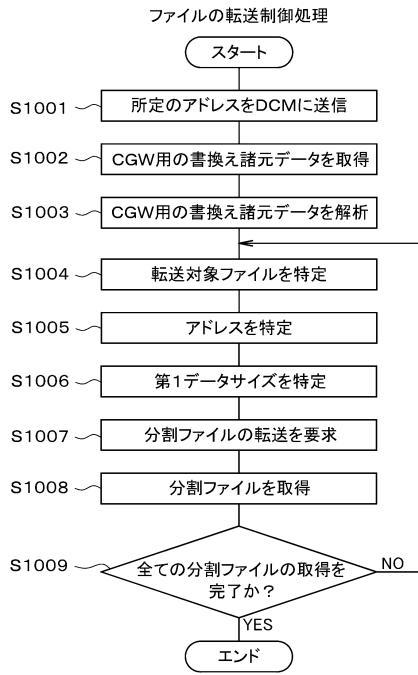 ファイルの転送制御処理
スタート
S1001
所定のアドレスをDCMに送信
S1002
CGW用の書換え諸元データを取得
S1003
CGW用の書換え諸元データを解析
S1004
転送対象ファイルを特定
S1005
アドレスを特定
S1006
第1データサイズを特定
S1007
分割ファイルの転送を要求
S1008
分割ファイルを取得
S1009
全ての分割ファイルの取得を
完了か?
NO
YES
エンド